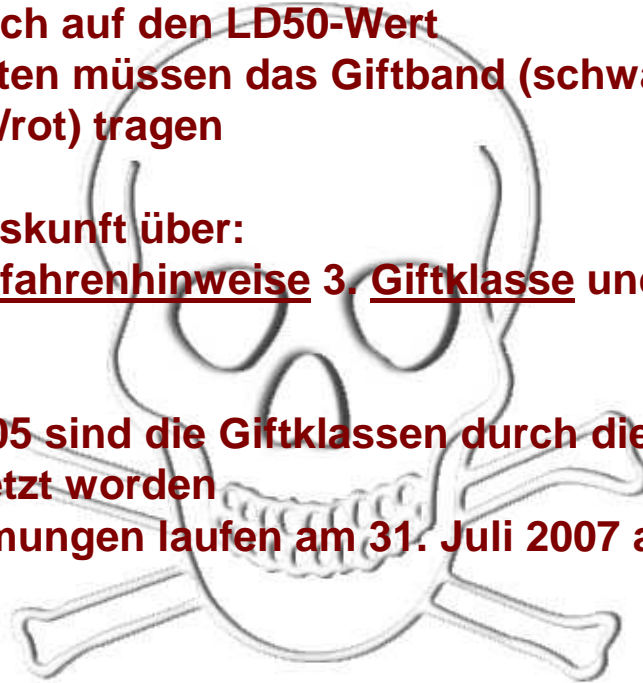 ch auf den LD50-Wert
ten müssen das Giftband (schwa
/rot) tragen
skunft über:
fahrenhinweise 3. Giftklasse und
05 sind die Giftklassen durch die
etzt worden
mungen laufen am 31. Juli 2007 a